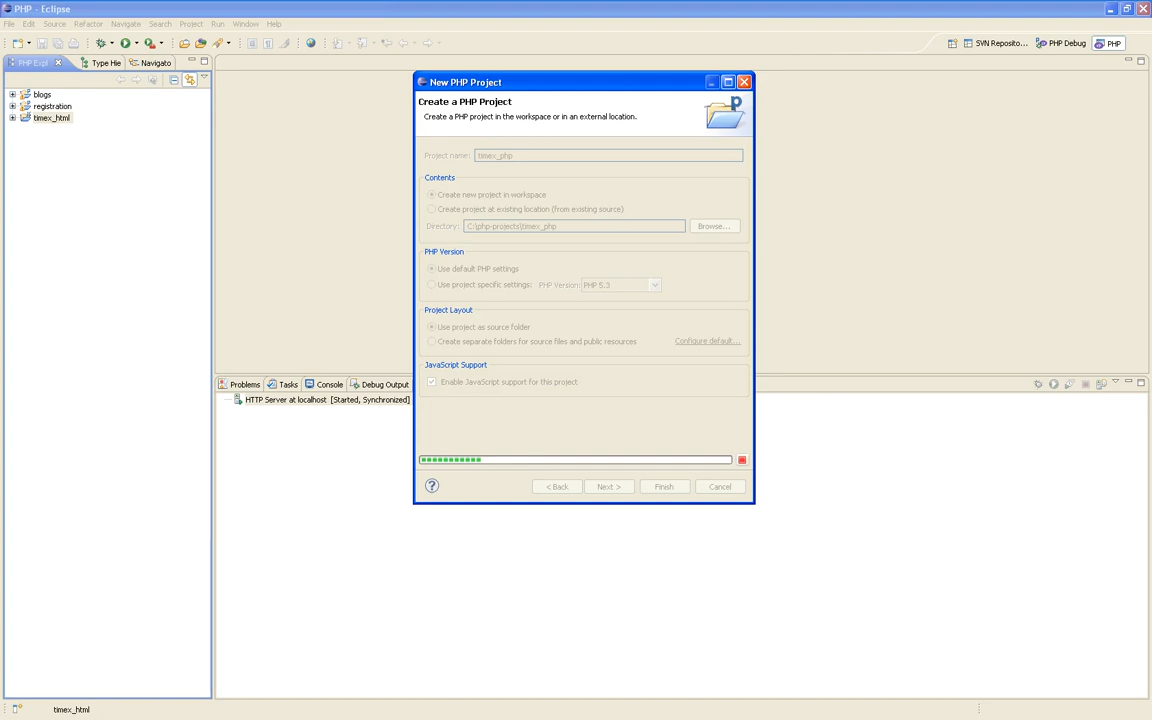 PHP - Eclipse
File Edit Source Refactor Navigate Search Project Run Window Help
SVN Reposito... PHP Debug PHP
PHP Expl Type Hie Navigato
blogs
registration
timex_html
New PHP Project
Create a PHP Project
Create a PHP project in the workspace or in an external location.
Project name: timex_php
Contents
Create new project in workspace
Create project at existing location (from existing source)
Directory: C:\php-projects\timex_php Browse...
PHP Version
Use default PHP settings
Use project specific settings: PHP Version: PHP 5.3
Project Layout
Use project as source folder
Create separate folders for source files and public resources Configure default...
JavaScript Support
Enable JavaScript support for this project
? < Back Next > Finish Cancel
Problems Tasks Console Debug Output
HTTP Server at localhost [Started, Synchronized]
timex_html